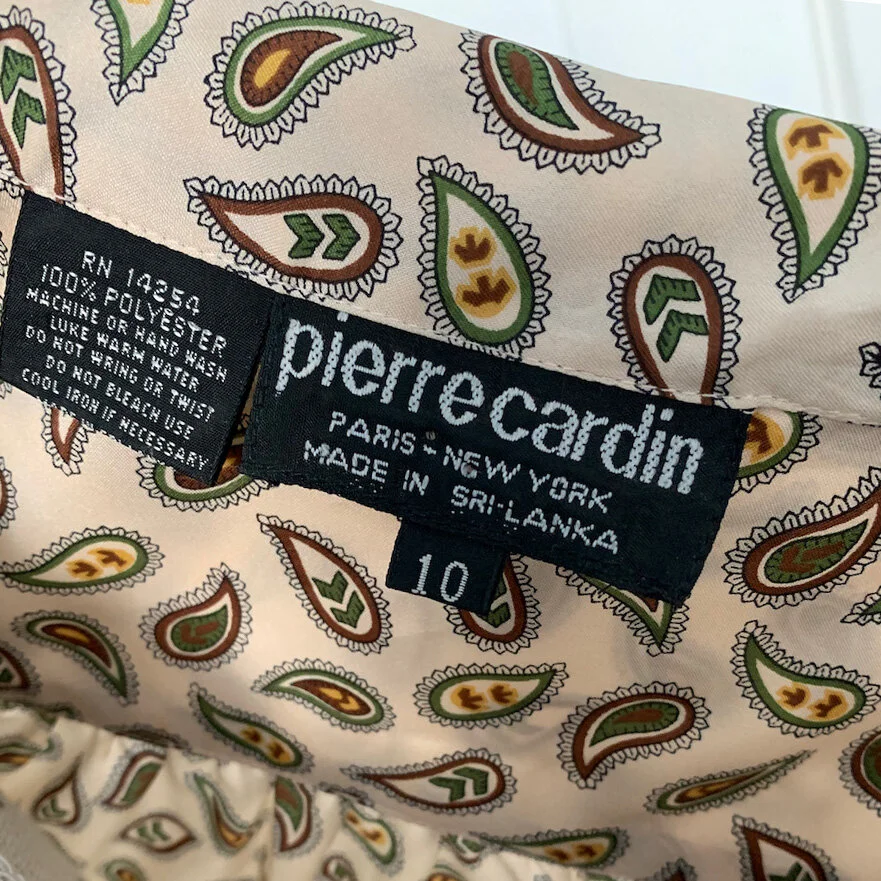 RN 14254
100% POLYESTER
MACHINE OR HAND WASH
LUKE WARM WATER
DO NOT WRING OR TWIST
DO NOT BLEACH USE
COOL IRON IF NECESSARY
pierre cardin
PARIS - NEW YORK
MADE IN SRI-LANKA
10